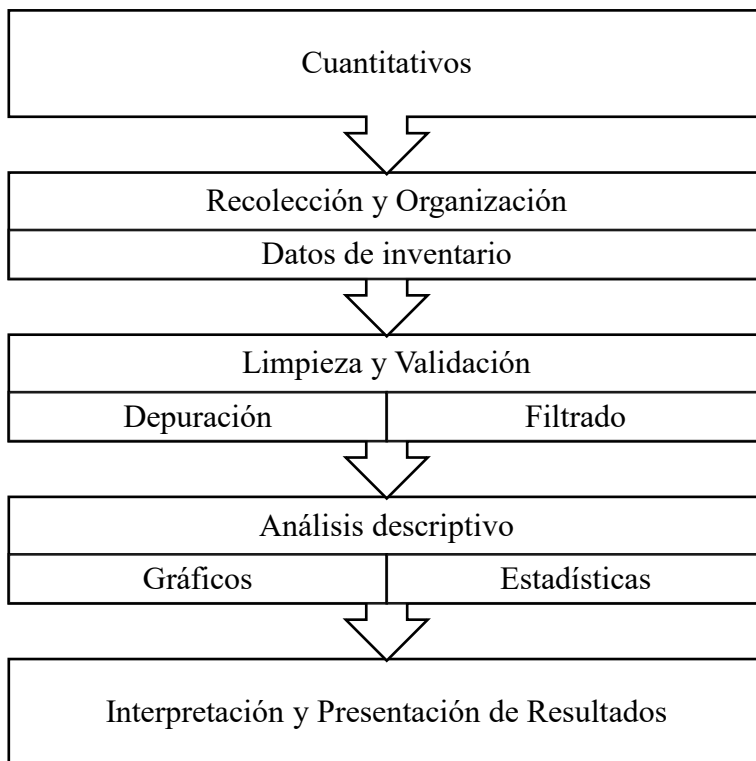 Cuantitativos
Recolección y Organización
Datos de inventario
Limpieza y Validación
Depuración
Filtrado
Análisis descriptivo
Gráficos
Estadísticas
Interpretación y Presentación de Resultados